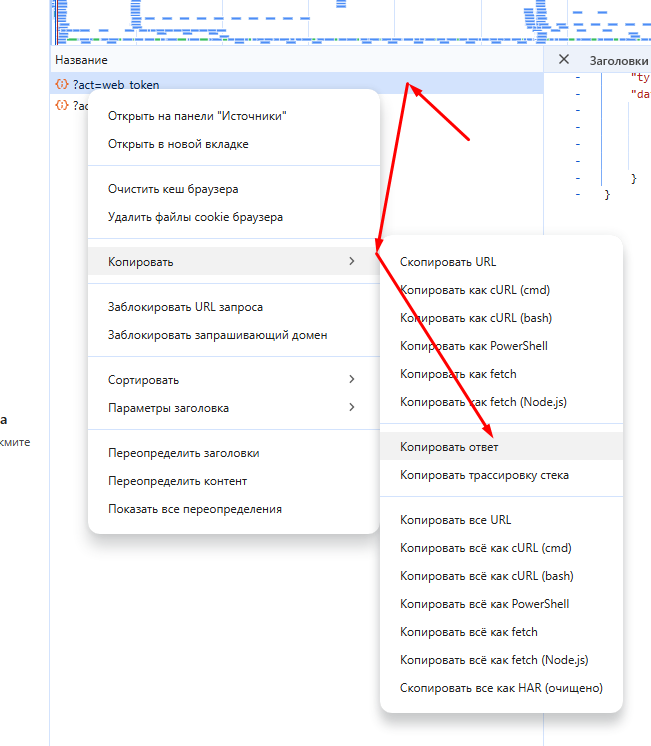 Название
Заголовки
?act=web_token
"ty
?ac
"da
Открыть на панели "Источники"
Открыть в новой вкладке
}
}
Очистить кеш браузера
Удалить файлы cookie браузера
Копировать
Заблокировать URL запроса
Заблокировать запрашивающий домен
Сортировать
Параметры заголовка
Переопределить заголовки
Переопределить контент
Показать все переопределения
а
жмите
Скопировать URL
Копировать как cURL (cmd)
Копировать как cURL (bash)
Копировать как PowerShell
Копировать как fetch
Копировать как fetch (Node.js)
Копировать ответ
Копировать трассировку стека
Копировать все URL
Копировать всё как cURL (cmd)
Копировать всё как cURL (bash)
Копировать всё как PowerShell
Копировать всё как fetch
Копировать всё как fetch (Node.js)
Скопировать все как HAR (очищено)